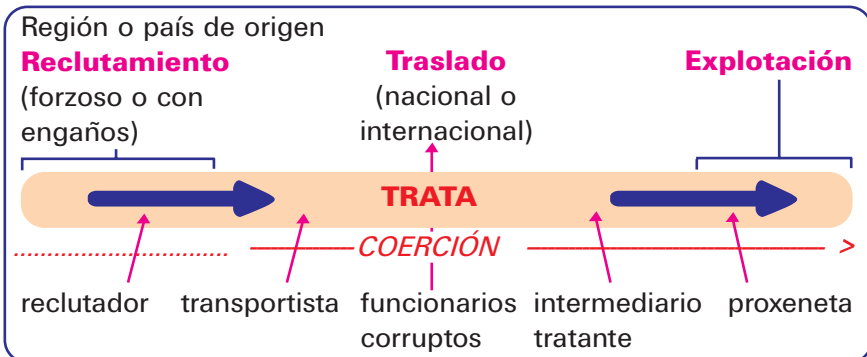 Región o país de origen
Reclutamiento
(forzoso o con
engaños)
Traslado
(nacional o
internacional)
Explotación
TRATA
COERCIÓN
reclutador
transportista
funcionarios
corruptos
intermediario
tratante
proxeneta